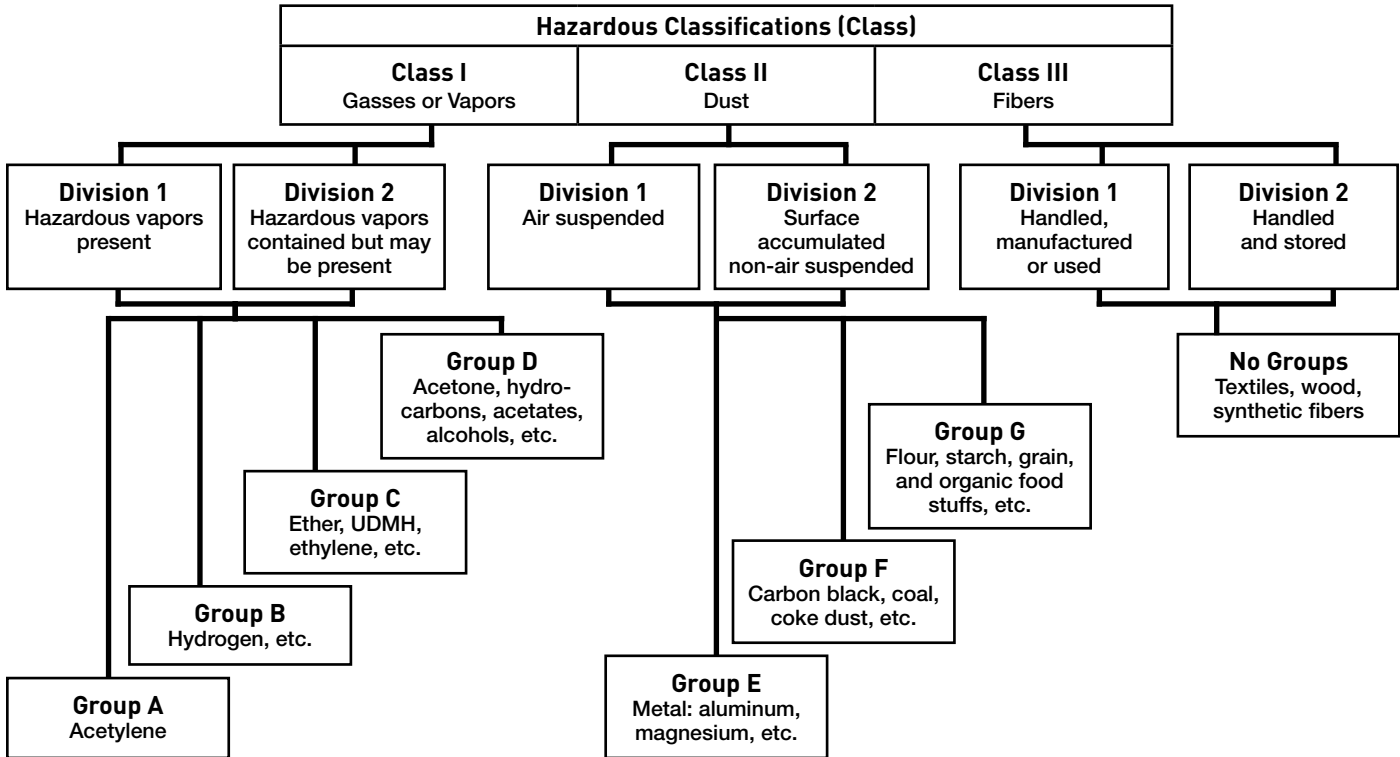 Hazardous Classifications (Class)
Class I
Gasses or Vapors
Class II
Dust
Class III
Fibers
Division 1
Hazardous vapors
present
Division 2
Hazardous vapors
contained but may
be present
Division 1
Air suspended
Division 2
Surface
accumulated
non-air suspended
Division 1
Handled,
manufactured
or used
Division 2
Handled
and stored
Group D
Acetone, hydro-
carbons, acetates,
alcohols, etc.
Group C
Ether, UDMH,
ethylene, etc.
Group B
Hydrogen, etc.
Group A
Acetylene
Group G
Flour, starch, grain,
and organic food
stuffs, etc.
Group F
Carbon black, coal,
coke dust, etc.
Group E
Metal: aluminum,
magnesium, etc.
No Groups
Textiles, wood,
synthetic fibers